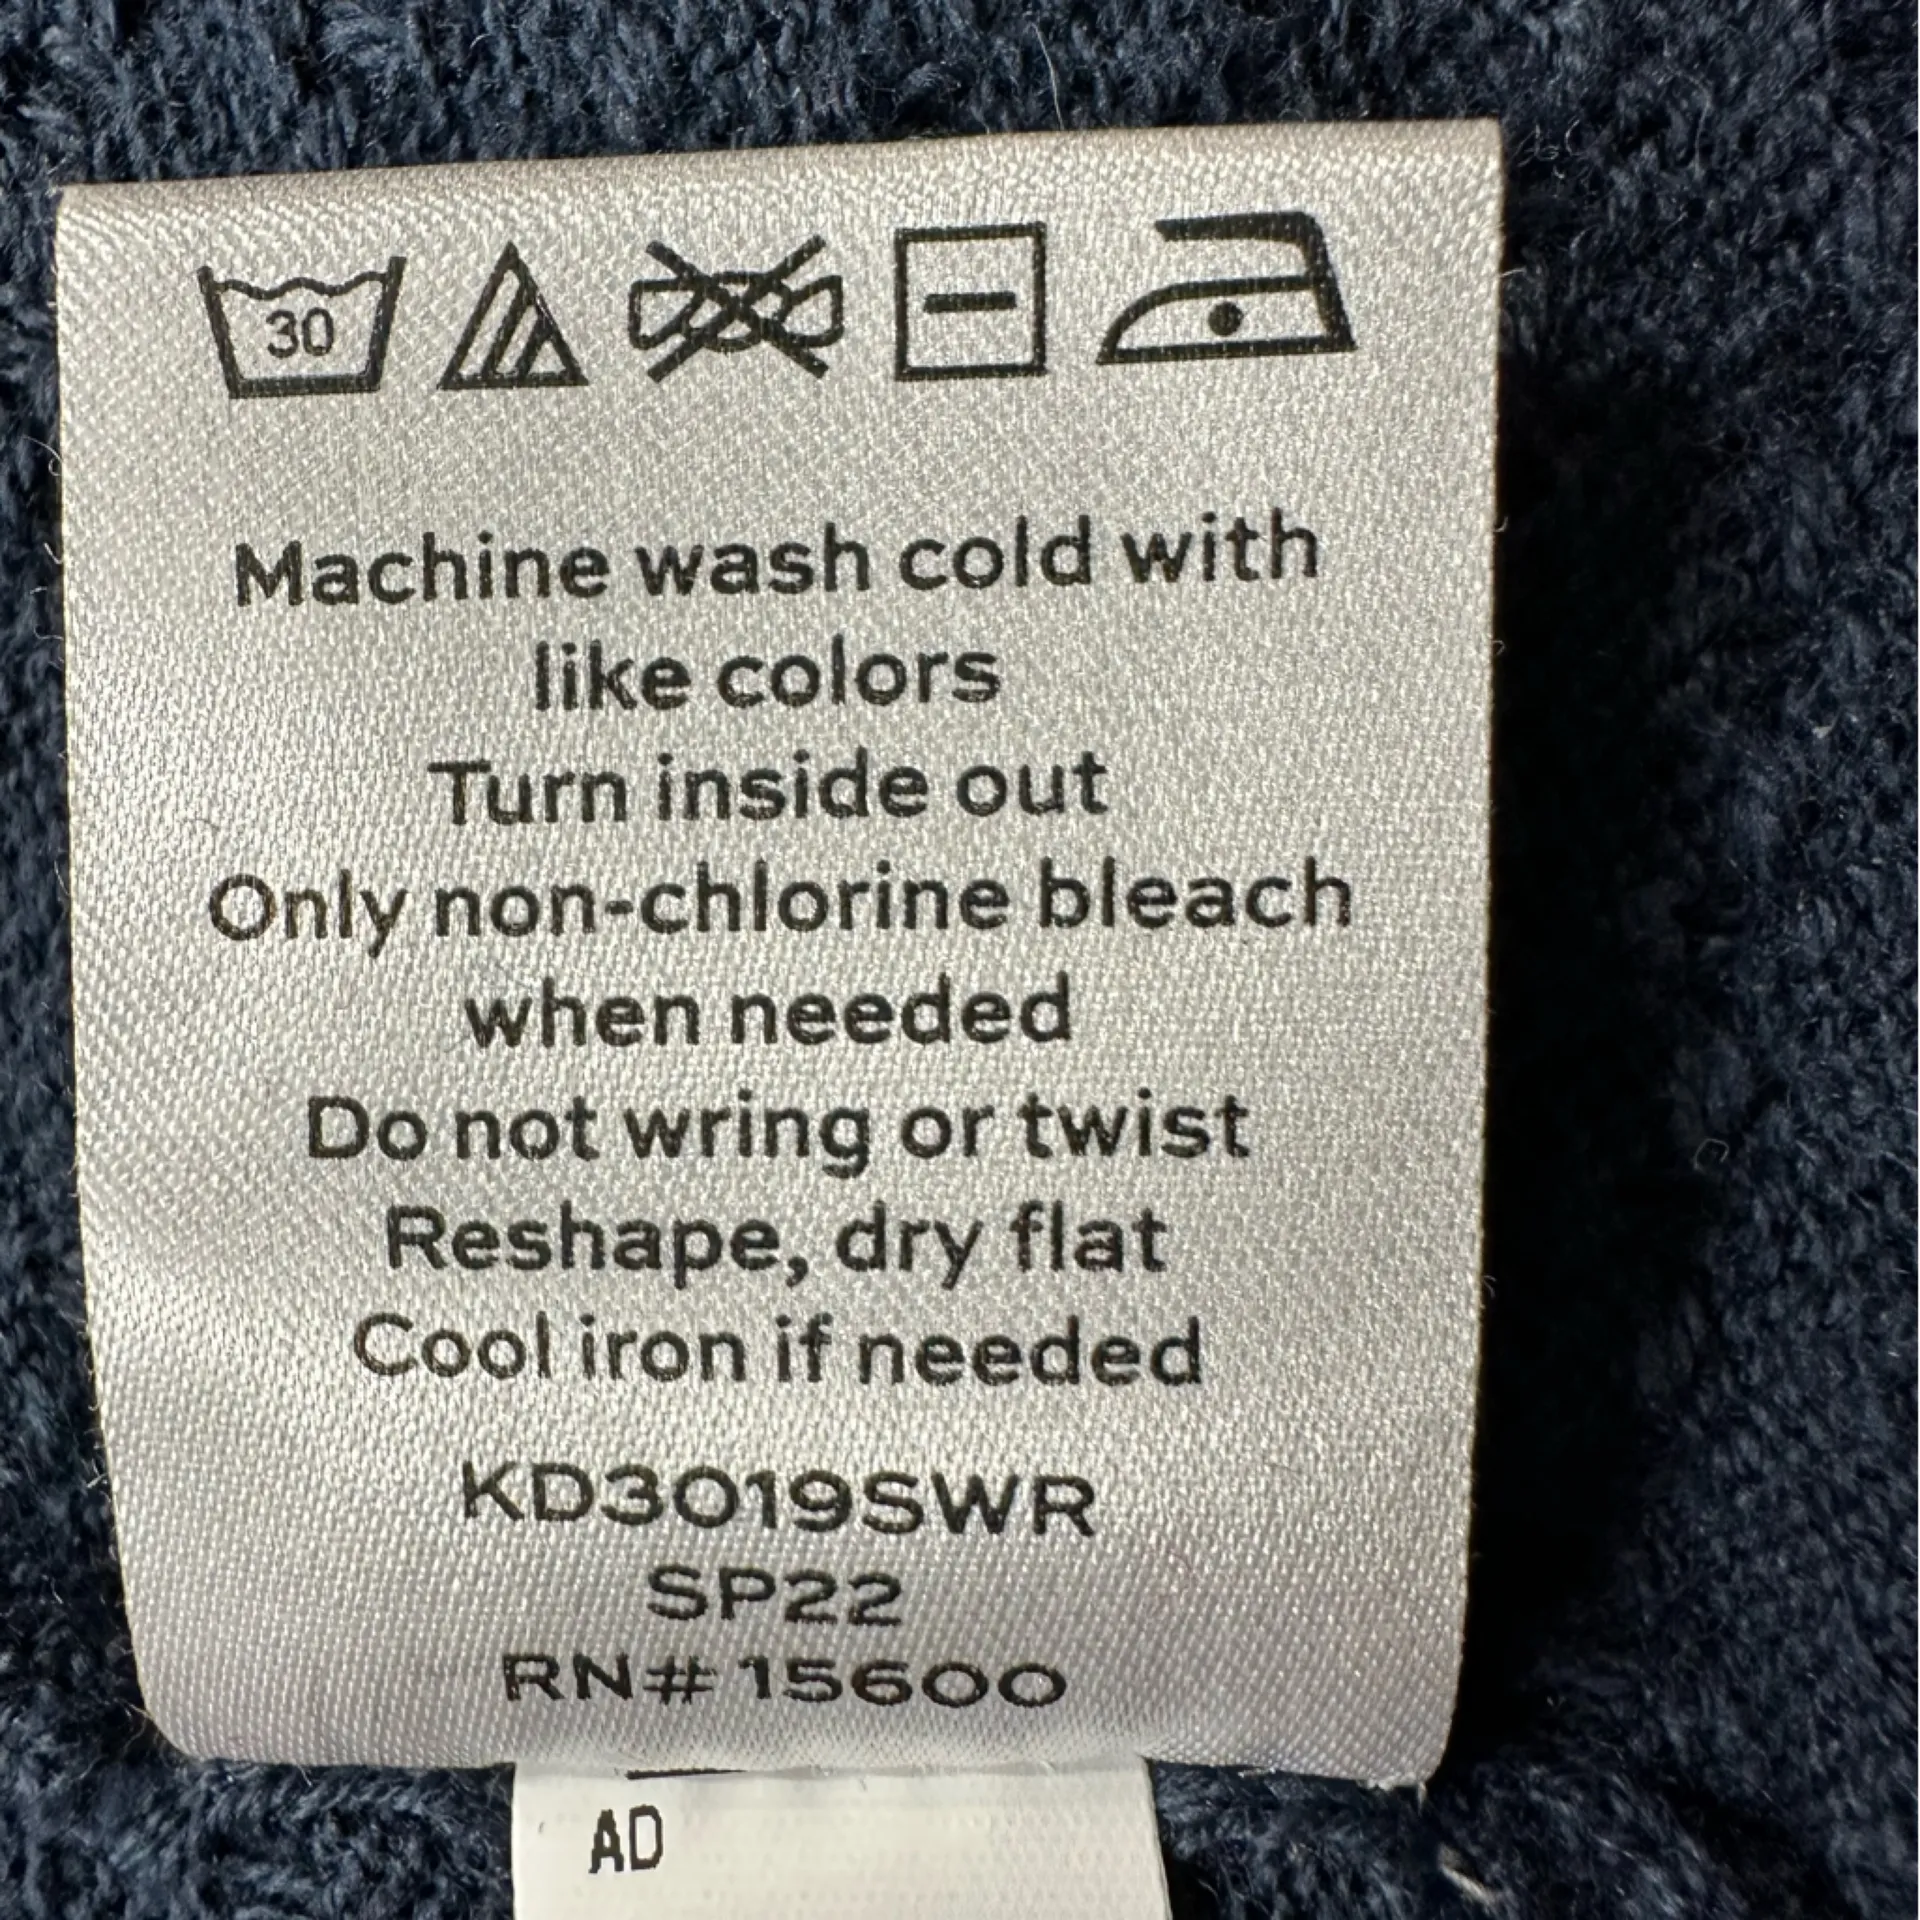 30
Machine wash cold with
like colors
Turn inside out
Only non-chlorine bleach
when needed
Do not wring or twist
Reshape, dry flat
Cool iron if needed
KD3019SWR
SP22
RN# 15600
AD